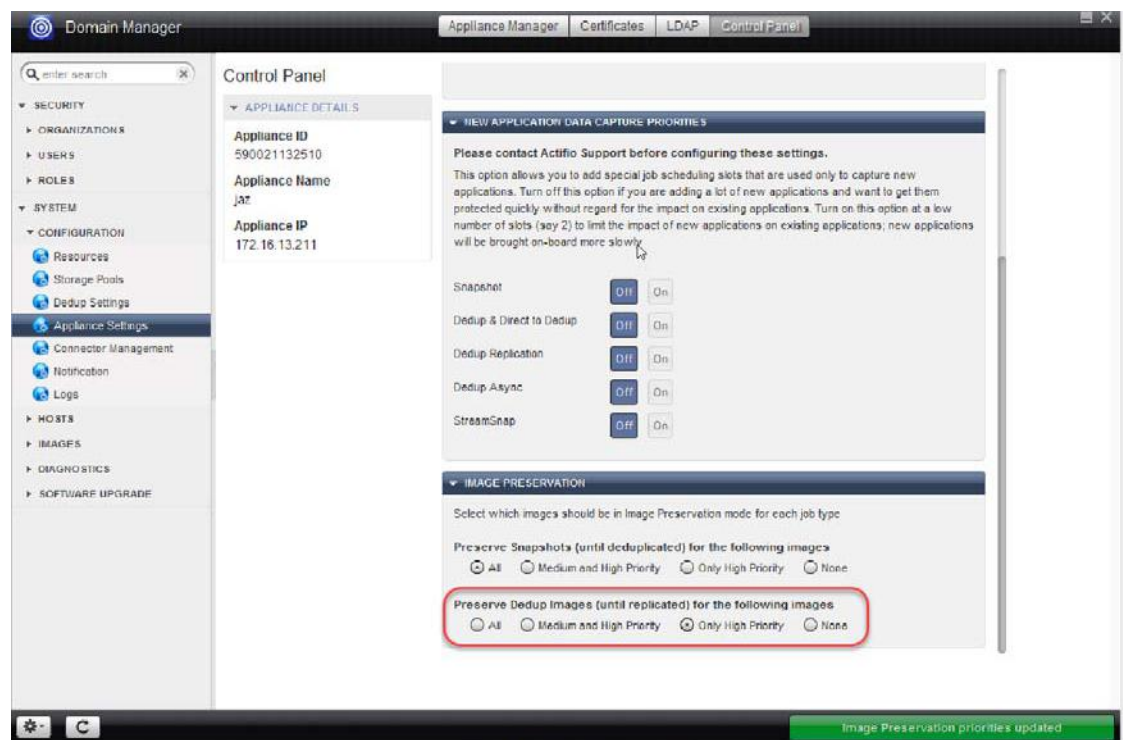 Domain Manager
Appliance Manager
Certificates
LDAP
Control Panel
enter search
SECURITY
ORGANIZATIONS
USERS
ROLES
SYSTEM
CONFIGURATION
Resources
Storage Pools
Dedup Settings
Appliance Settings
Connector Management
Notification
Logs
HOSTS
IMAGES
DIAGNOSTICS
SOFTWARE UPGRADE
Control Panel
APPLIANCE DETAILS
Appliance ID
590021132510
Appliance Name
jaz
Appliance IP
172.16.13.211
NEW APPLICATION DATA CAPTURE PRIORITIES
Please contact Actifio Support before configuring these settings.
This option allows you to add special job scheduling slots that are used only to capture new
applications. Turn off this option if you are adding a lot of new applications and want to get them
protected quickly without regard for the impact on existing applications. Turn on this option at a low
number of slots (say 2) to limit the impact of new applications on existing applications; new applications
will be brought on-board more slowly
Snapshot Off On
Dedup & Direct to Dedup Off On
Dedup Replication Off On
Dedup Async Off On
StreamSnap Off On
IMAGE PRESERVATION
Select which images should be in Image Preservation mode for each job type
Preserve Snapshots (until deduplicated) for the following images
All Medium and High Priority Only High Priority None
Preserve Dedup Images (until replicated) for the following images
All Medium and High Priority Only High Priority None
Image Preservation priorities updated